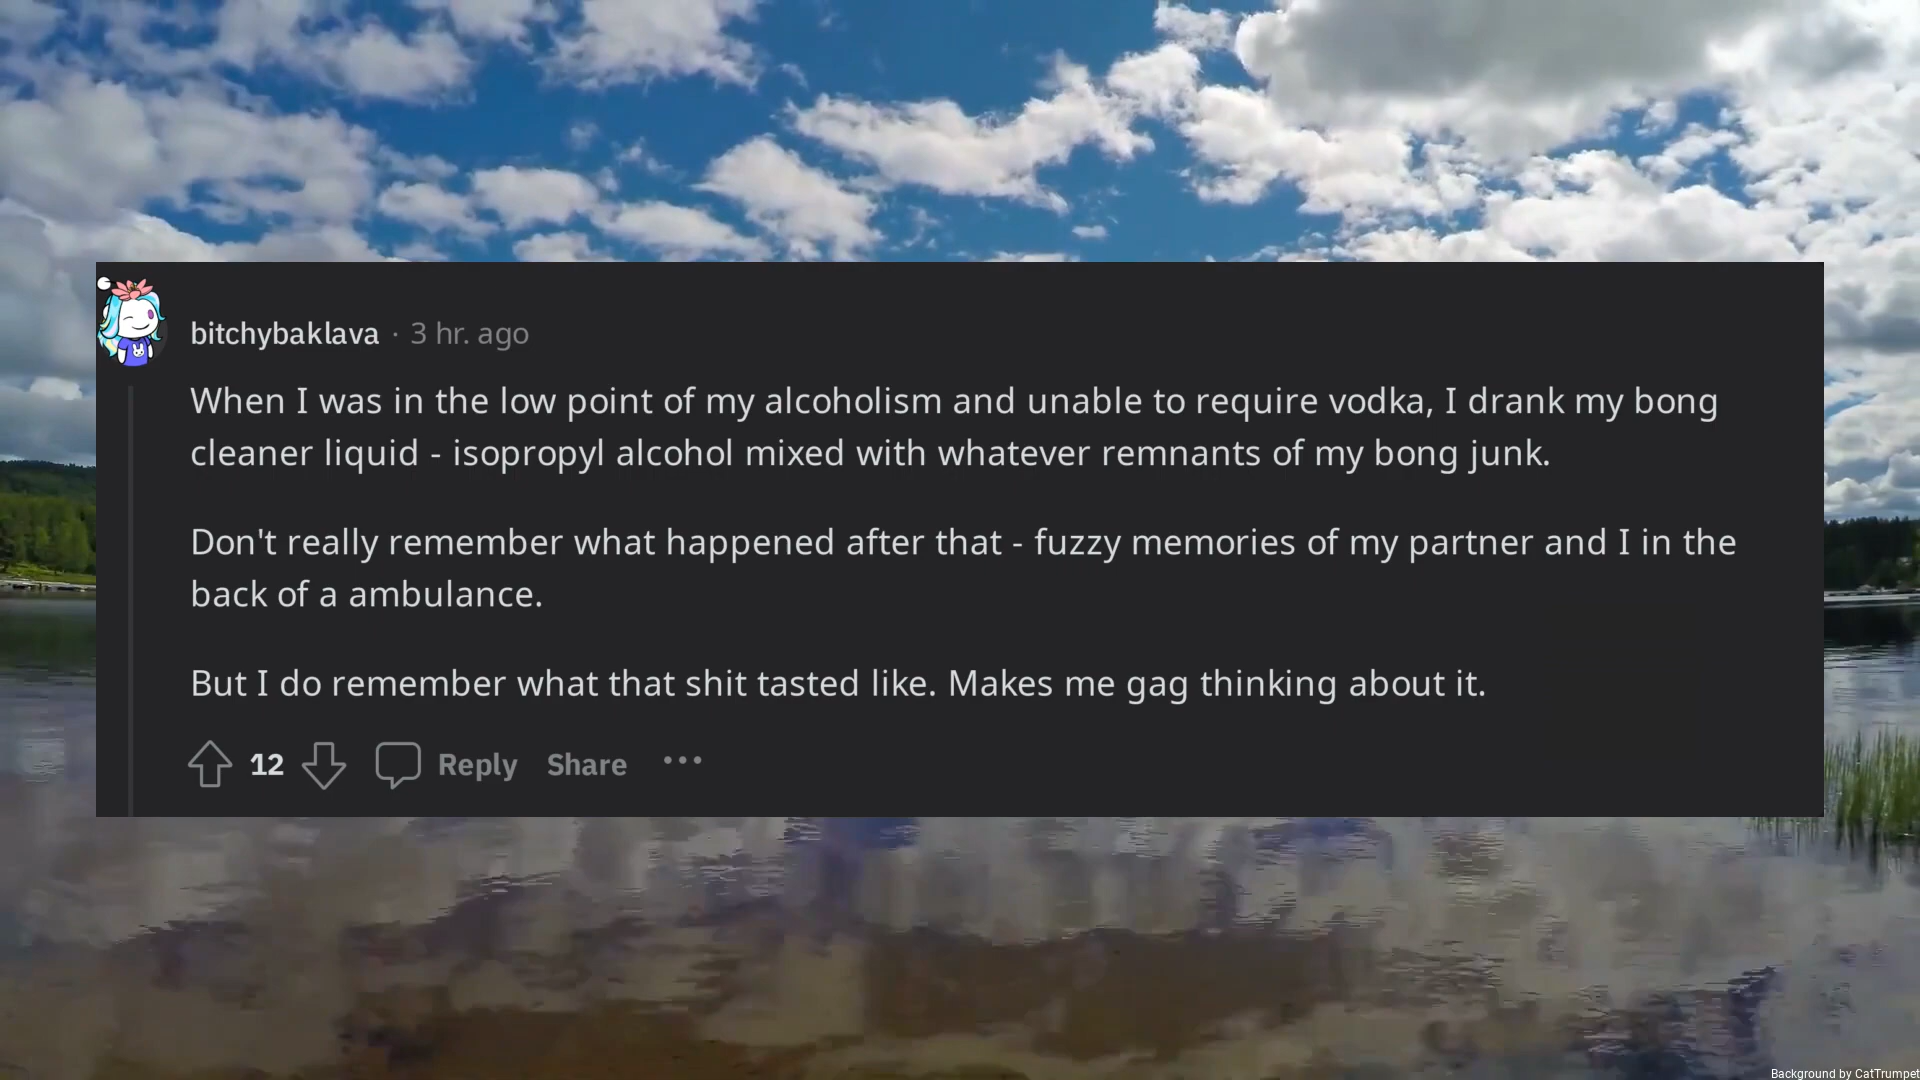 bitchybaklava · 3 hr. ago
When I was in the low point of my alcoholism and unable to require vodka, I drank my bong
cleaner liquid - isopropyl alcohol mixed with whatever remnants of my bong junk.
Don't really remember what happened after that - fuzzy memories of my partner and I in the
back of a ambulance.
But I do remember what that shit tasted like. Makes me gag thinking about it.
12 Reply Share ...
Background by CatTrumpet